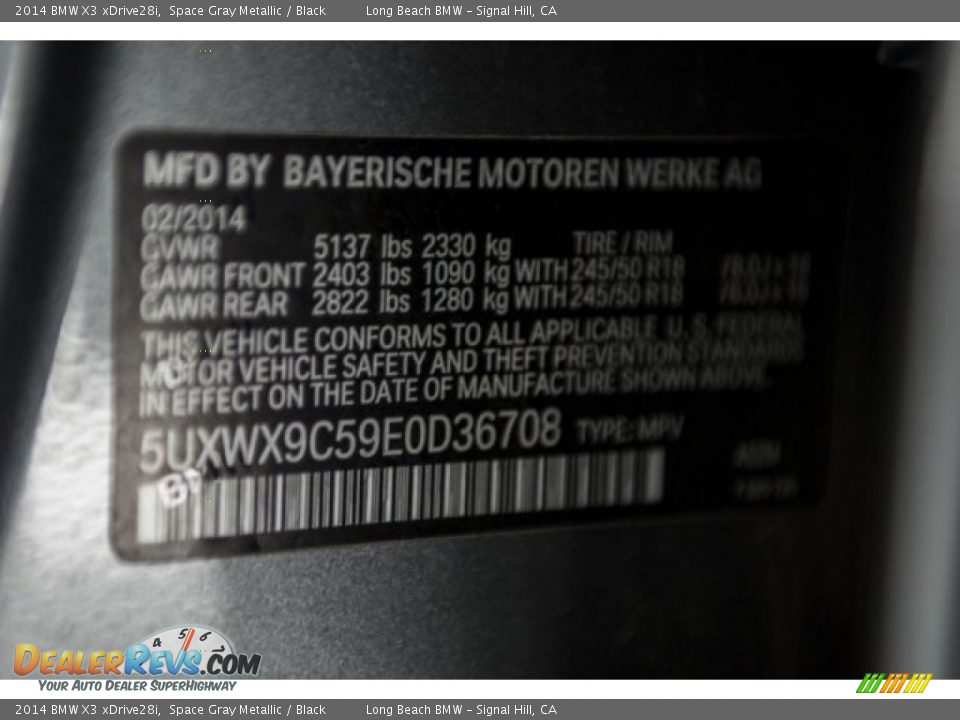 2014 BMW X3 xDrive28i, Space Gray Metallic / Black Long Beach BMW - Signal Hill, CA
MFD BY BAYERISCHE MOTOREN WERKE AG
02/2014
GVWR 5137 lbs 2330 kg TIRE / RIM
GAWR FRONT 2403 lbs 1090 kg WITH 245/50 R18
GAWR REAR 2822 lbs 1280 kg WITH 245/50 R18
THIS VEHICLE CONFORMS TO ALL APPLICABLE U.S. FEDERAL
MOTOR VEHICLE SAFETY AND THEFT PREVENTION STANDARDS
IN EFFECT ON THE DATE OF MANUFACTURE SHOWN ABOVE.
5UXWX9C59E0D36708 TYPE: MPV
4 5 6
DEALERREVS.COM
YOUR AUTO DEALER SUPERHIGHWAY
2014 BMW X3 xDrive28i, Space Gray Metallic / Black Long Beach BMW - Signal Hill, CA